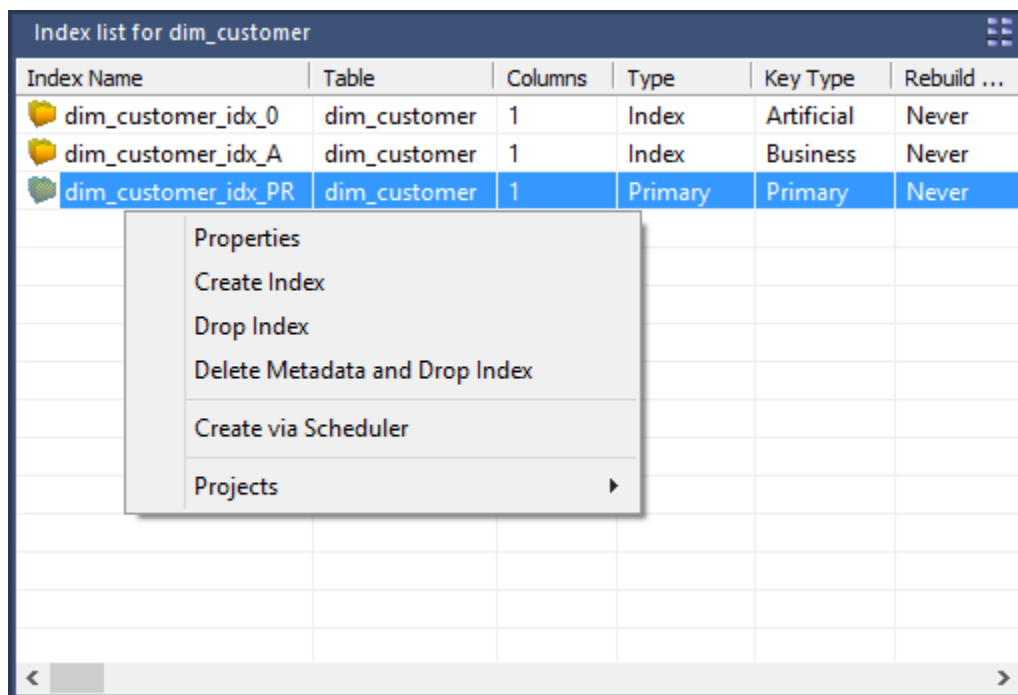 Index list for dim_customer
Index Name Table Columns Type Key Type Rebuild ...
dim_customer_idx_0 dim_customer 1 Index Artificial Never
dim_customer_idx_A dim_customer 1 Index Business Never
dim_customer_idx_PR dim_customer 1 Primary Primary Never
Properties
Create Index
Drop Index
Delete Metadata and Drop Index
Create via Scheduler
Projects